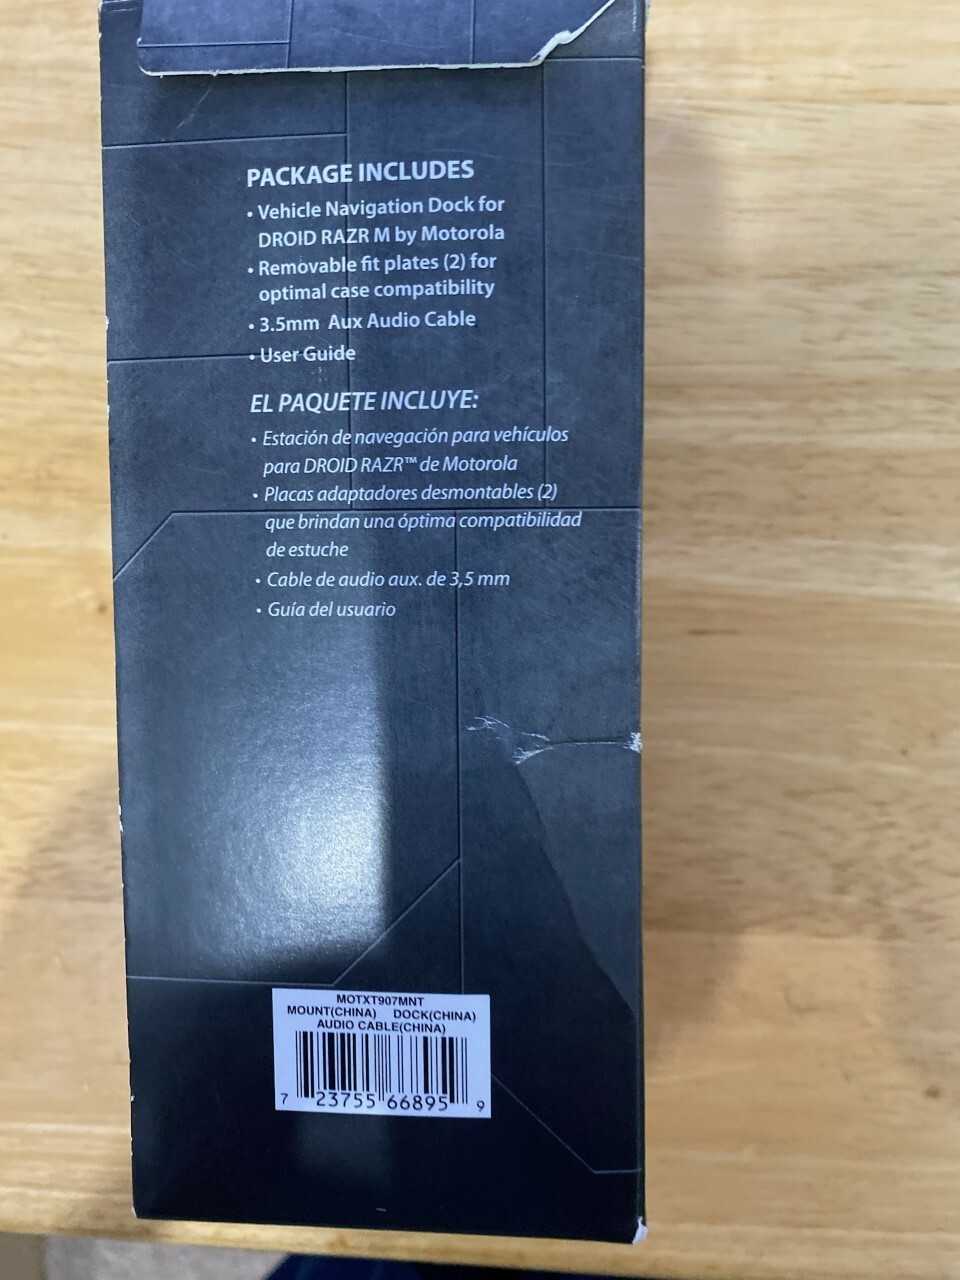 PACKAGE INCLUDES
• Vehicle Navigation Dock for
DROID RAZR M by Motorola
• Removable fit plates (2) for
optimal case compatibility
• 3.5mm Aux Audio Cable
• User Guide
EL PAQUETE INCLUYE:
• Estación de navegación para vehículos
para DROID RAZR™ de Motorola
• Placas adaptadores desmontables (2)
que brindan una óptima compatibilidad
de estuche
• Cable de audio aux. de 3,5 mm
• Guía del usuario
MOTXT907MNT
MOUNT(CHINA) DOCK(CHINA)
AUDIO CABLE(CHINA)
7 23755 66895 9